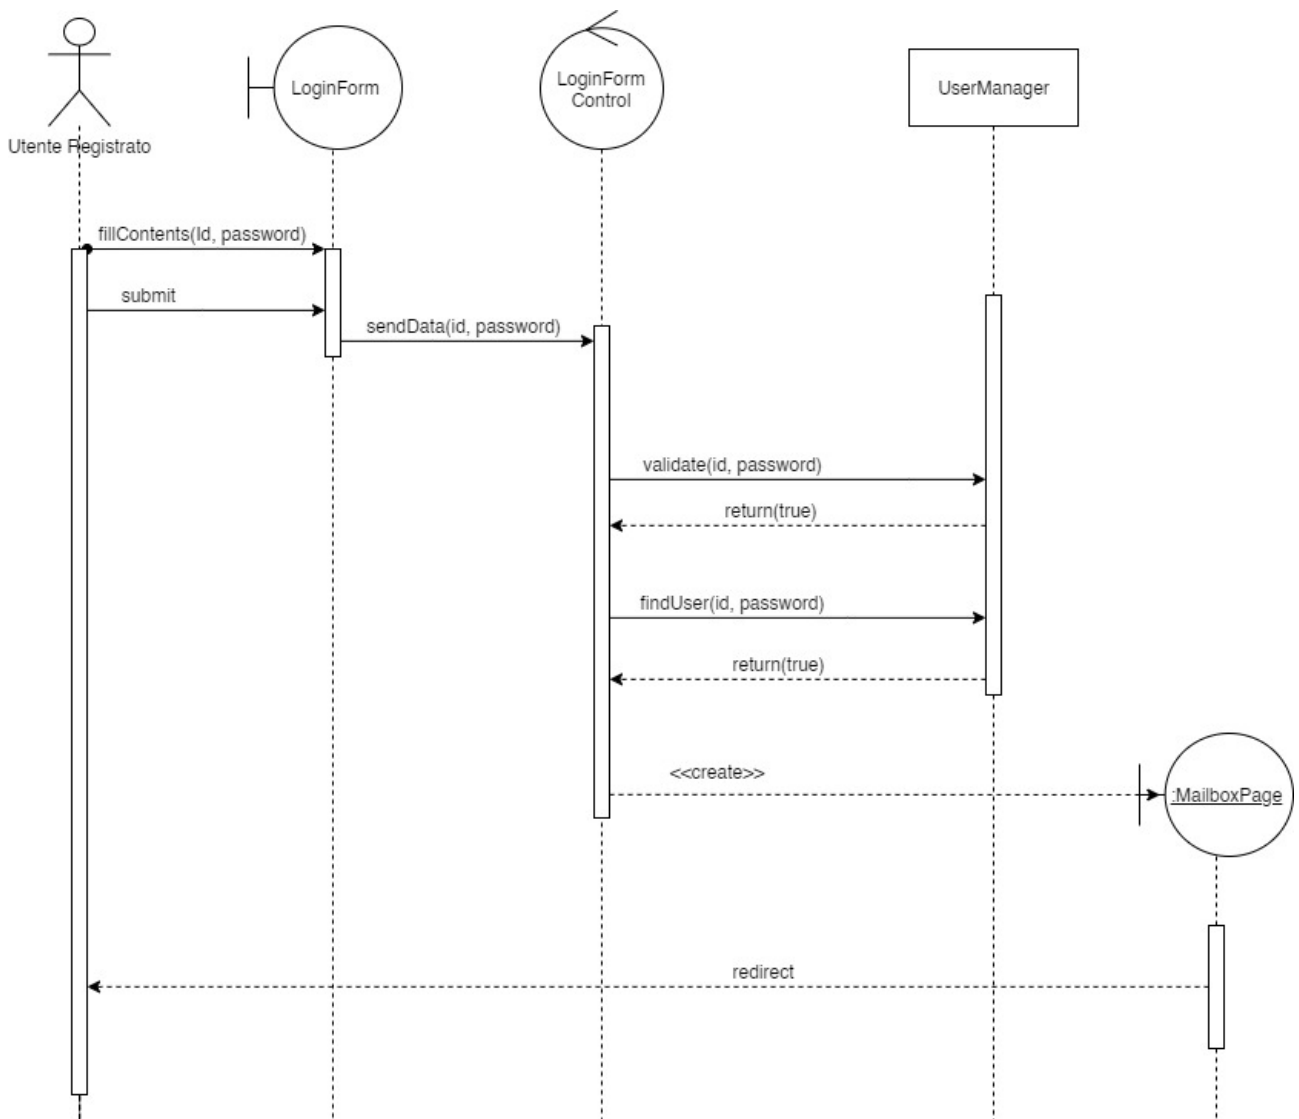 LoginForm
LoginForm
Control
UserManager
Utente Registrato
fillContents(Id, password)
submit
sendData(id, password)
validate(id, password)
return(true)
findUser(id, password)
return(true)
<<create>>
:MailboxPage
redirect